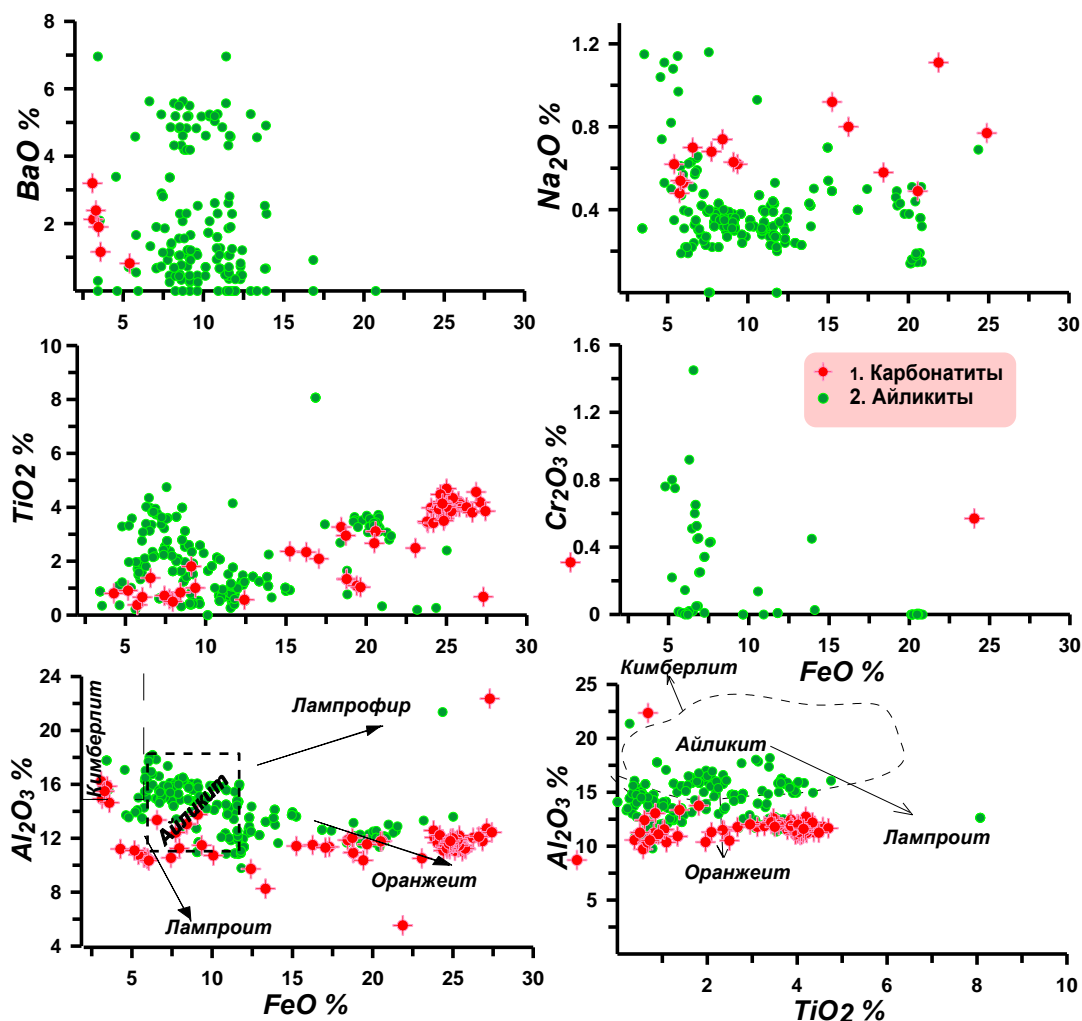 BaO %
8
6
4
2
5 10 15 20 25 30
Na2O %
1.2
0.8
0.4
0
5 10 15 20 25 30
TiO2 %
10
8
6
4
2
0
5 10 15 20 25 30
Cr2O3 %
1.6
1.2
0.8
0.4
0
5 10 15 20 25 30
FeO %
1. Карбонатиты
2. Айликиты
Al2O3 %
24
20
16
12
8
4
Кимберлит
Айликит
Лампрофир
Оранжеит
Лампроит
5 10 15 20 25 30
FeO %
Al2O3 %
25
20
15
10
5
Кимберлит
Айликит
Лампроит
Оранжеит
2 4 6 8 10
TiO2 %